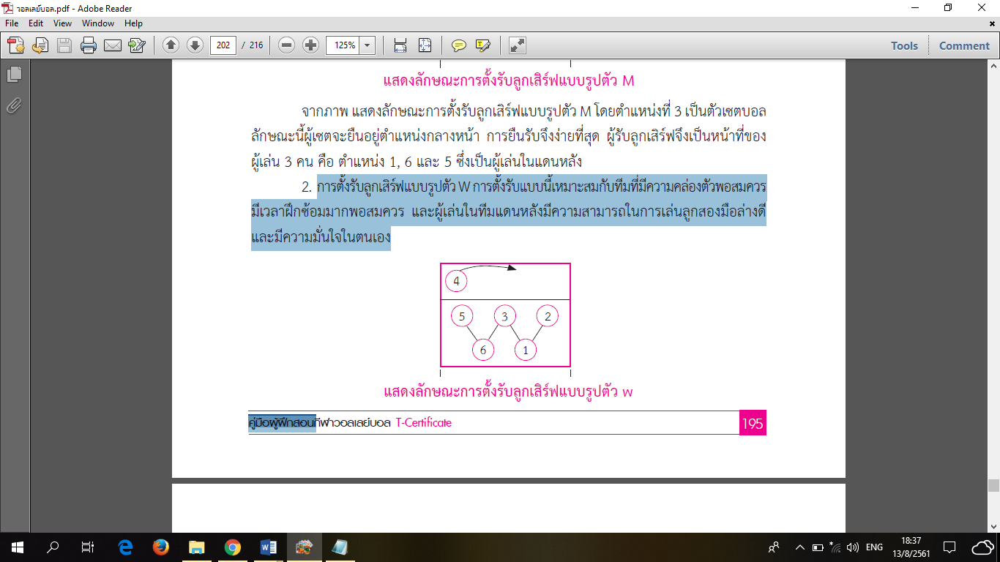 วอลเลย์บอล.pdf - Adobe Reader
File Edit View Window Help
202 / 216 125% Tools Comment
แสดงลักษณะการตั้งรับลูกเสิร์ฟแบบรูปตัว M
จากภาพ แสดงลักษณะการตั้งรับลูกเสิร์ฟแบบรูปตัว M โดยตำแหน่งที่ 3 เป็นตัวเซตบอล
ลักษณะนี้ผู้เซตจะยืนอยู่ตำแหน่งกลางหน้า การยืนรับจึงง่ายที่สุด ผู้รับลูกเสิร์ฟจึงเป็นหน้าที่ของ
ผู้เล่น 3 คน คือ ตำแหน่ง 1, 6 และ 5 ซึ่งเป็นผู้เล่นในแดนหลัง
2. การตั้งรับลูกเสิร์ฟแบบรูปตัว W การตั้งรับแบบนี้เหมาะสมกับทีมที่มีความคล่องตัวพอสมควร
มีเวลาฝึกซ้อมมากพอสมควร และผู้เล่นในทีมแดนหลังมีความสามารถในการเล่นลูกสองมือล่างดี
และมีความมั่นใจในตนเอง
4
5 3 2
6 1
แสดงลักษณะการตั้งรับลูกเสิร์ฟแบบรูปตัว w
คู่มือผู้ฝึกสอนกีฬาวอลเลย์บอล T-Certificate 195
ENG 18:37
13/8/2561